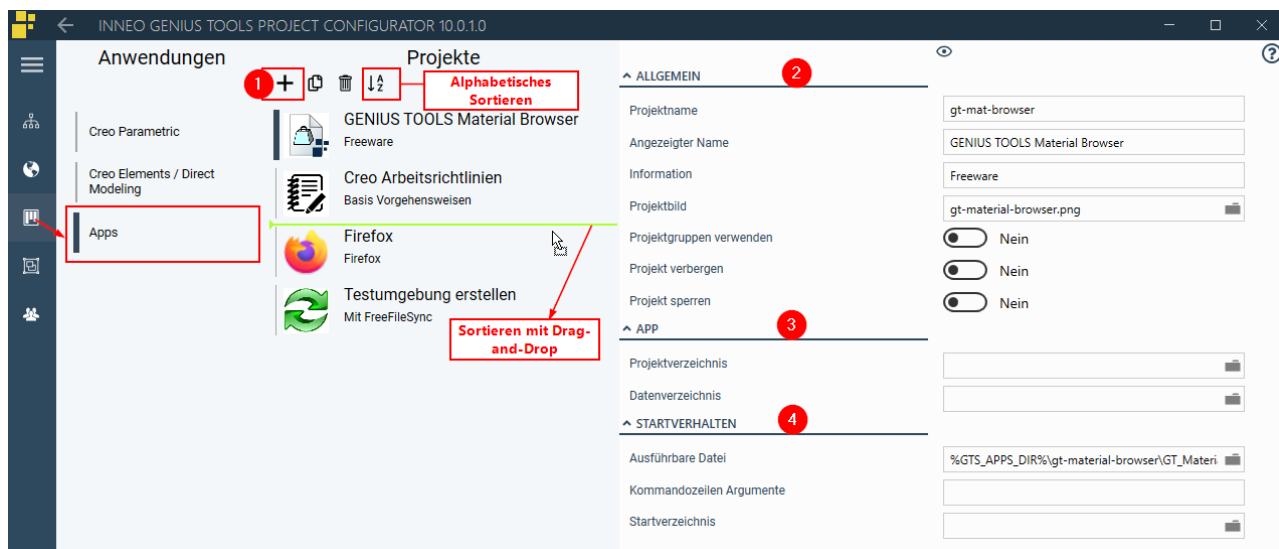 INNEO GENIUS TOOLS PROJECT CONFIGURATOR 10.0.1.0
Anwendungen
Creo Parametric
Creo Elements / Direct
Modeling
Apps
Projekte
1
Alphabetisches
Sortieren
GENIUS TOOLS Material Browser
Freeware
Creo Arbeitsrichtlinien
Basis Vorgehensweisen
Firefox
Firefox
Testumgebung erstellen
Mit FreeFileSync
Sortieren mit Drag-
and-Drop
ALLGEMEIN 2
Projektname gt-mat-browser
Angezeigter Name GENIUS TOOLS Material Browser
Information Freeware
Projektbild gt-material-browser.png
Projektgruppen verwenden Nein
Projekt verbergen Nein
Projekt sperren Nein
APP 3
Projektverzeichnis
Datenverzeichnis
STARTVERHALTEN 4
Ausführbare Datei %GTS_APPS_DIR%\gt-material-browser\GT_Materi
Kommandozeilen Argumente
Startverzeichnis